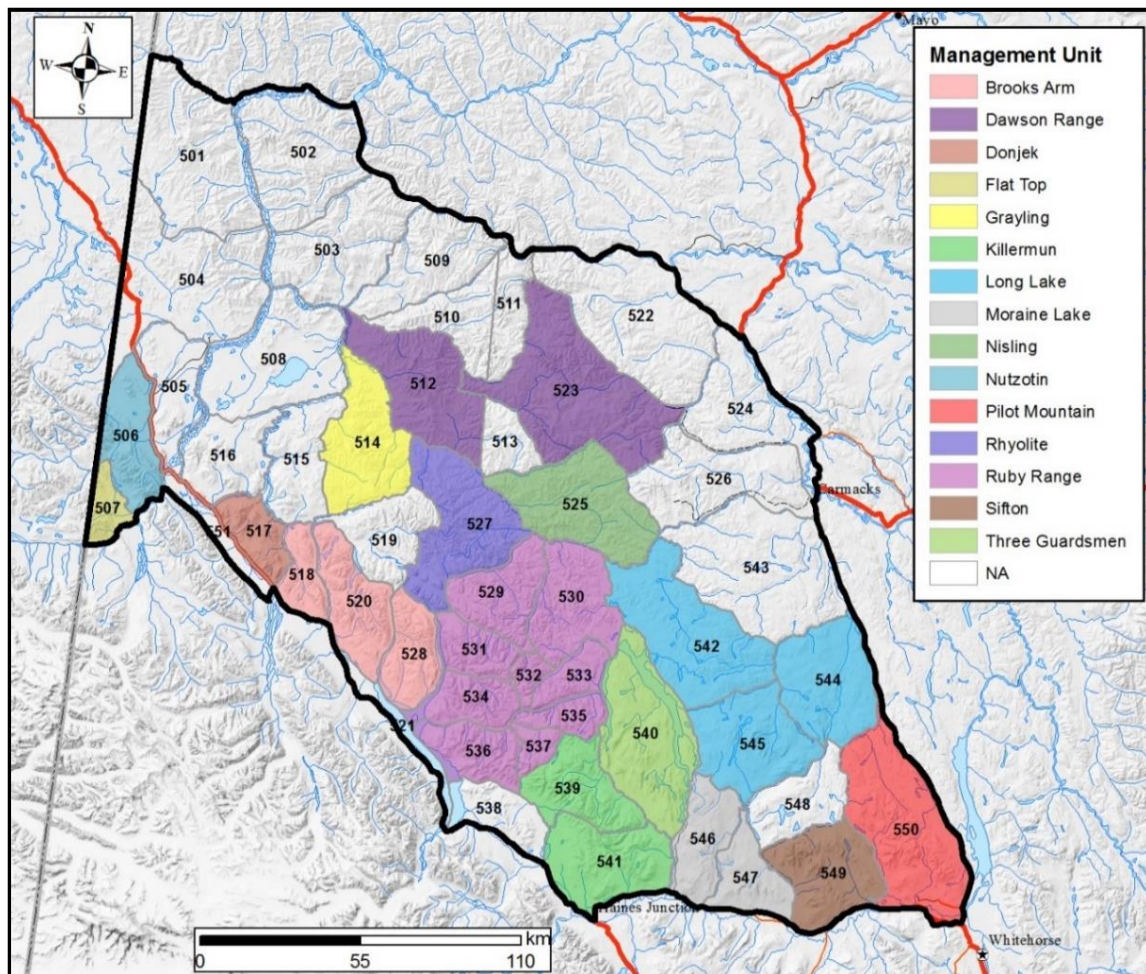 Mayo
N
W E
S
Management Unit
Brooks Arm
Dawson Range
Donjek
Flat Top
Grayling
Killermun
Long Lake
Moraine Lake
Nisling
Nutzotin
Pilot Mountain
Rhyolite
Ruby Range
Sifton
Three Guardsmen
NA
501
502
503
509
504
511
510
522
508
505
512
523
524
506
514
513
516
515
526
507
525
Carmacks
551
517
527
519
518
543
520
529
530
528
531
542
532
533
534
544
521
535
540
545
536
537
539
538
548
546
541
547
549
550
Haines Junction
km
0
55
110
Whitehorse